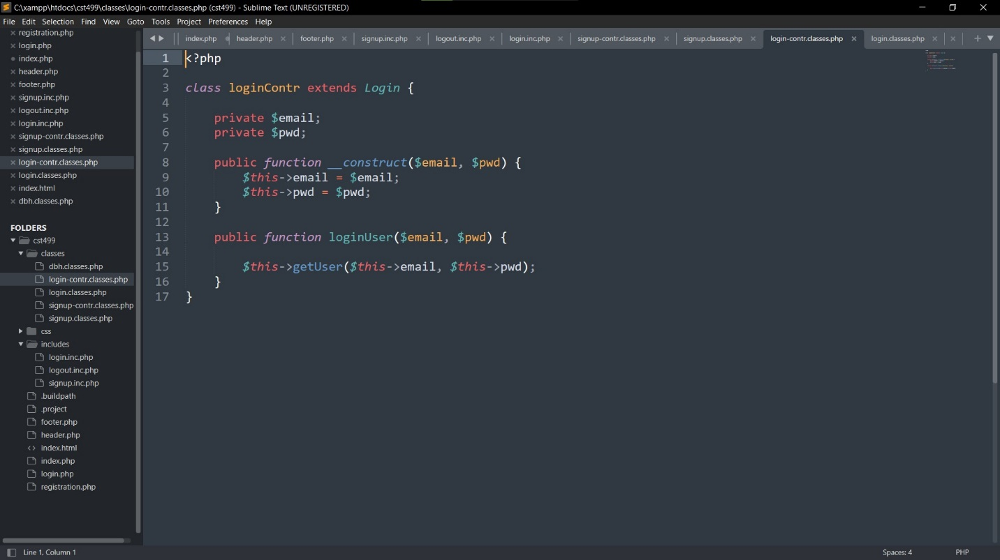 C:\xampp\htdocs\cst499\classes\login-contr.classes.php (cst499) - Sublime Text (UNREGISTERED)
File Edit Selection Find View Goto Tools Project Preferences Help
registration.php
login.php
index.php
header.php
footer.php
signup.inc.php
logout.inc.php
login.inc.php
signup-contr.classes.php
signup.classes.php
login-contr.classes.php
login.classes.php
index.html
dbh.classes.php
FOLDERS
cst499
classes
dbh.classes.php
login-contr.classes.php
login.classes.php
signup-contr.classes.php
signup.classes.php
css
includes
login.inc.php
logout.inc.php
signup.inc.php
.buildpath
.project
footer.php
header.php
index.html
index.php
login.php
registration.php
index.php header.php footer.php signup.inc.php logout.inc.php login.inc.php signup-contr.classes.php signup.classes.php login-contr.classes.php login.classes.php
1 <?php
2
3 class loginContr extends Login {
4
5     private $email;
6     private $pwd;
7
8     public function __construct($email, $pwd) {
9         $this->email = $email;
10         $this->pwd = $pwd;
11     }
12
13     public function loginUser($email, $pwd) {
14
15         $this->getUser($this->email, $this->pwd);
16     }
17 }
Line 1, Column 1
Spaces: 4
PHP